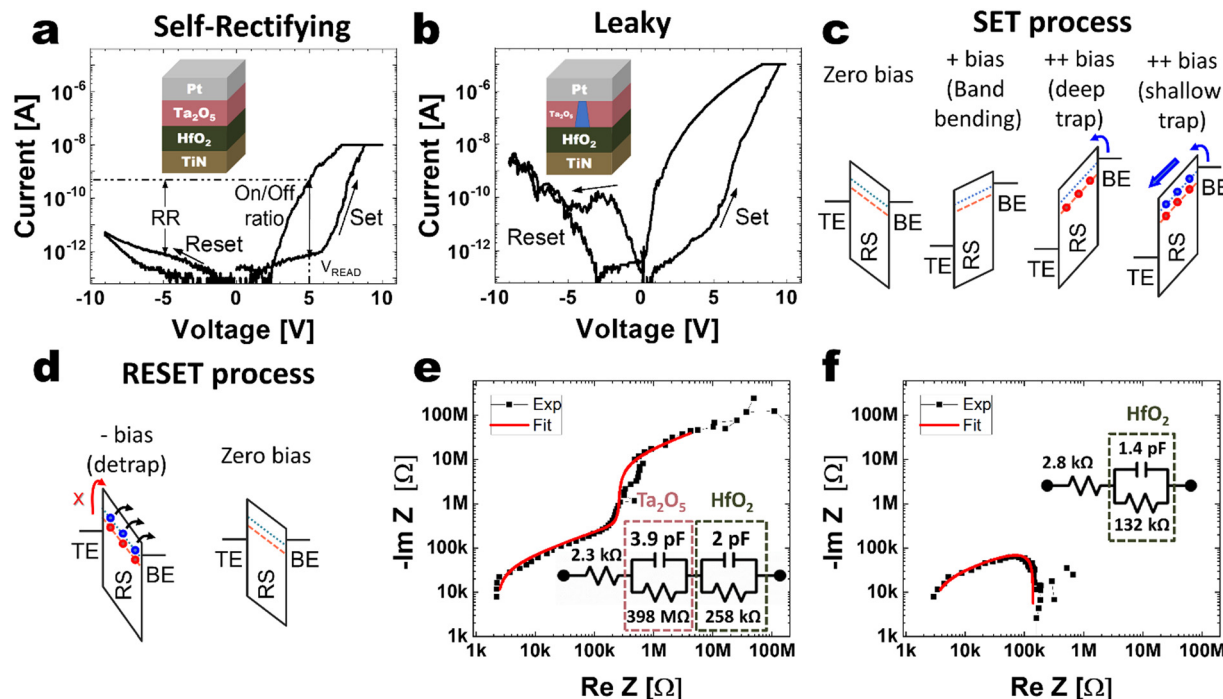 a
Self-Rectifying
Current [A]
10⁻⁶
10⁻⁸
10⁻¹⁰
10⁻¹²
Pt
Ta₂O₅
HfO₂
TiN
RR
On/Off
ratio
Set
Reset
V_READ
-10
-5
0
5
10
Voltage [V]
b
Leaky
Current [A]
10⁻⁶
10⁻⁸
10⁻¹⁰
10⁻¹²
Pt
Ta₂O₅
HfO₂
TiN
Reset
Set
-10
-5
0
5
10
Voltage [V]
c
SET process
Zero bias
+ bias
(Band
bending)
++ bias
(deep
trap)
++ bias
(shallow
trap)
TE
RS
BE
TE
RS
BE
TE
RS
BE
TE
RS
BE
d
RESET process
- bias
(detrap)
Zero bias
X
TE
RS
BE
TE
RS
BE
e
-Im Z [Ω]
100M
10M
1M
100k
10k
1k
Exp
Fit
Ta₂O₅
HfO₂
2.3 kΩ
3.9 pF
2 pF
398 MΩ
258 kΩ
1k
10k
100k
1M
10M
100M
Re Z [Ω]
f
-Im Z [Ω]
100M
10M
1M
100k
10k
1k
Exp
Fit
HfO₂
1.4 pF
2.8 kΩ
132 kΩ
1k
10k
100k
1M
10M
100M
Re Z [Ω]